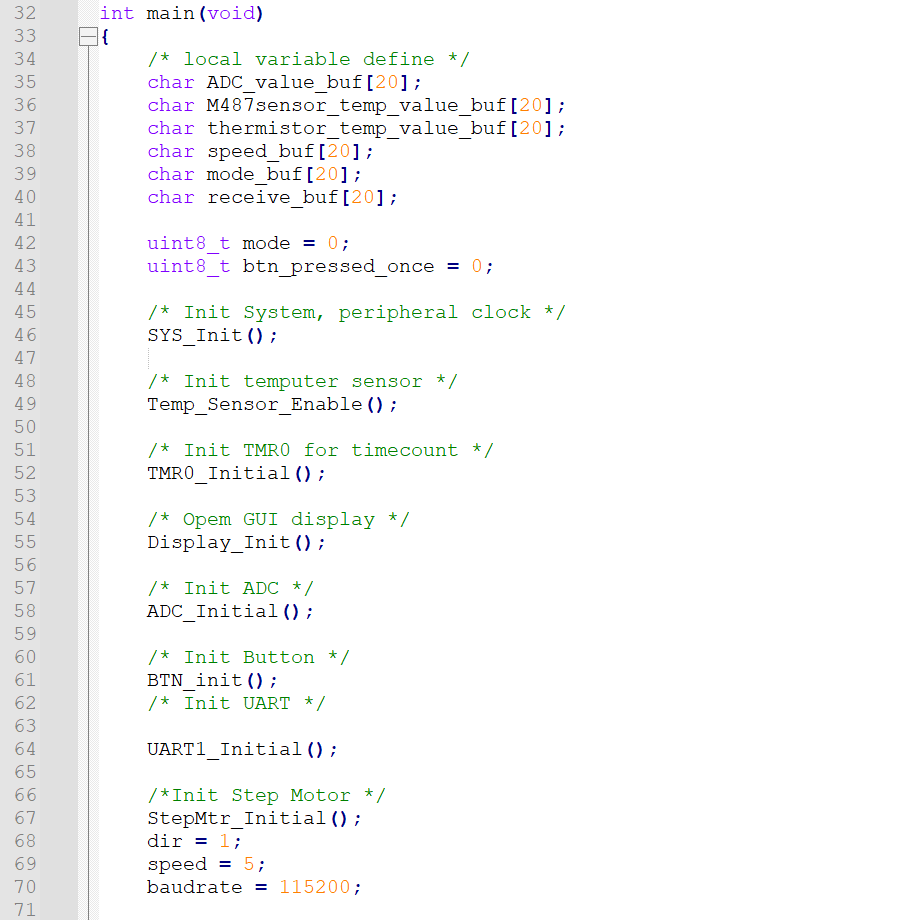 32 int main(void)
33 {
34 /* local variable define */
35 char ADC_value_buf[20];
36 char M487sensor_temp_value_buf[20];
37 char thermistor_temp_value_buf[20];
38 char speed_buf[20];
39 char mode_buf[20];
40 char receive_buf[20];
41
42 uint8_t mode = 0;
43 uint8_t btn_pressed_once = 0;
44
45 /* Init System, peripheral clock */
46 SYS_Init();
47
48 /* Init temputer sensor */
49 Temp_Sensor_Enable();
50
51 /* Init TMR0 for timecount */
52 TMR0_Initial();
53
54 /* Opem GUI display */
55 Display_Init();
56
57 /* Init ADC */
58 ADC_Initial();
59
60 /* Init Button */
61 BTN_init();
62 /* Init UART */
63
64 UART1_Initial();
65
66 /*Init Step Motor */
67 StepMtr_Initial();
68 dir = 1;
69 speed = 5;
70 baudrate = 115200;
71